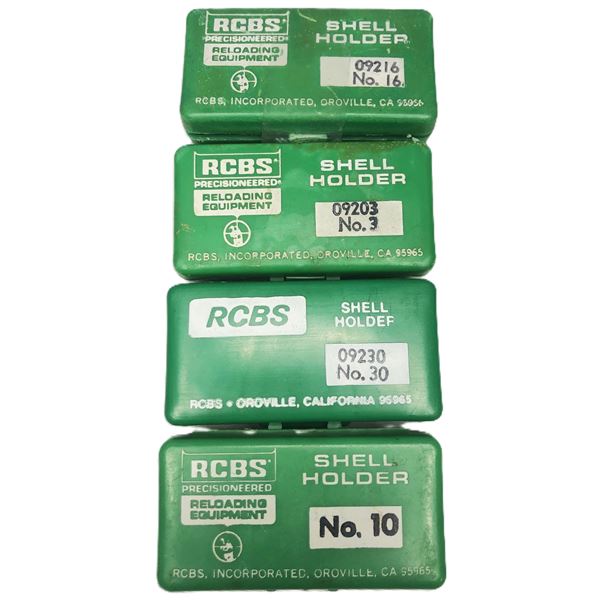 RCBS®
PRECISIONEERED®
RELOADING
EQUIPMENT
SHELL
HOLDER
09216
No. 16.
RCBS, INCORPORATED, OROVILLE, CA
RCBS®
PRECISIONEERED®
RELOADING
EQUIPMENT
SHELL
HOLDER
09203
No. 3
RCBS, INCORPORATED, OROVILLE, CA 95965
RCBS
SHELL
HOLDER
09230
No. 30
RCBS • OROVILLE, CALIFORNIA 95965
RCBS®
PRECISIONEERED
RELOADING
EQUIPMENT
SHELL
HOLDER
No. 10
RCBS, INCORPORATED, OROVILLE, CA 95965